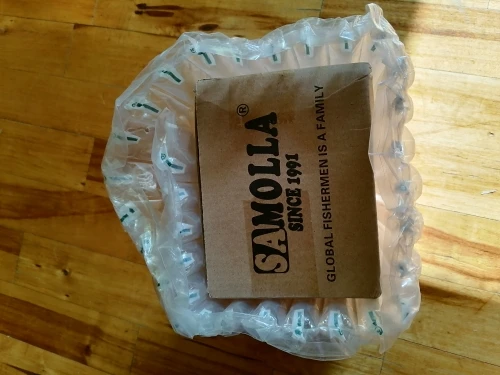 SAMOLLA®
SINCE 1991
GLOBAL FISHERMEN IS A FAMILY